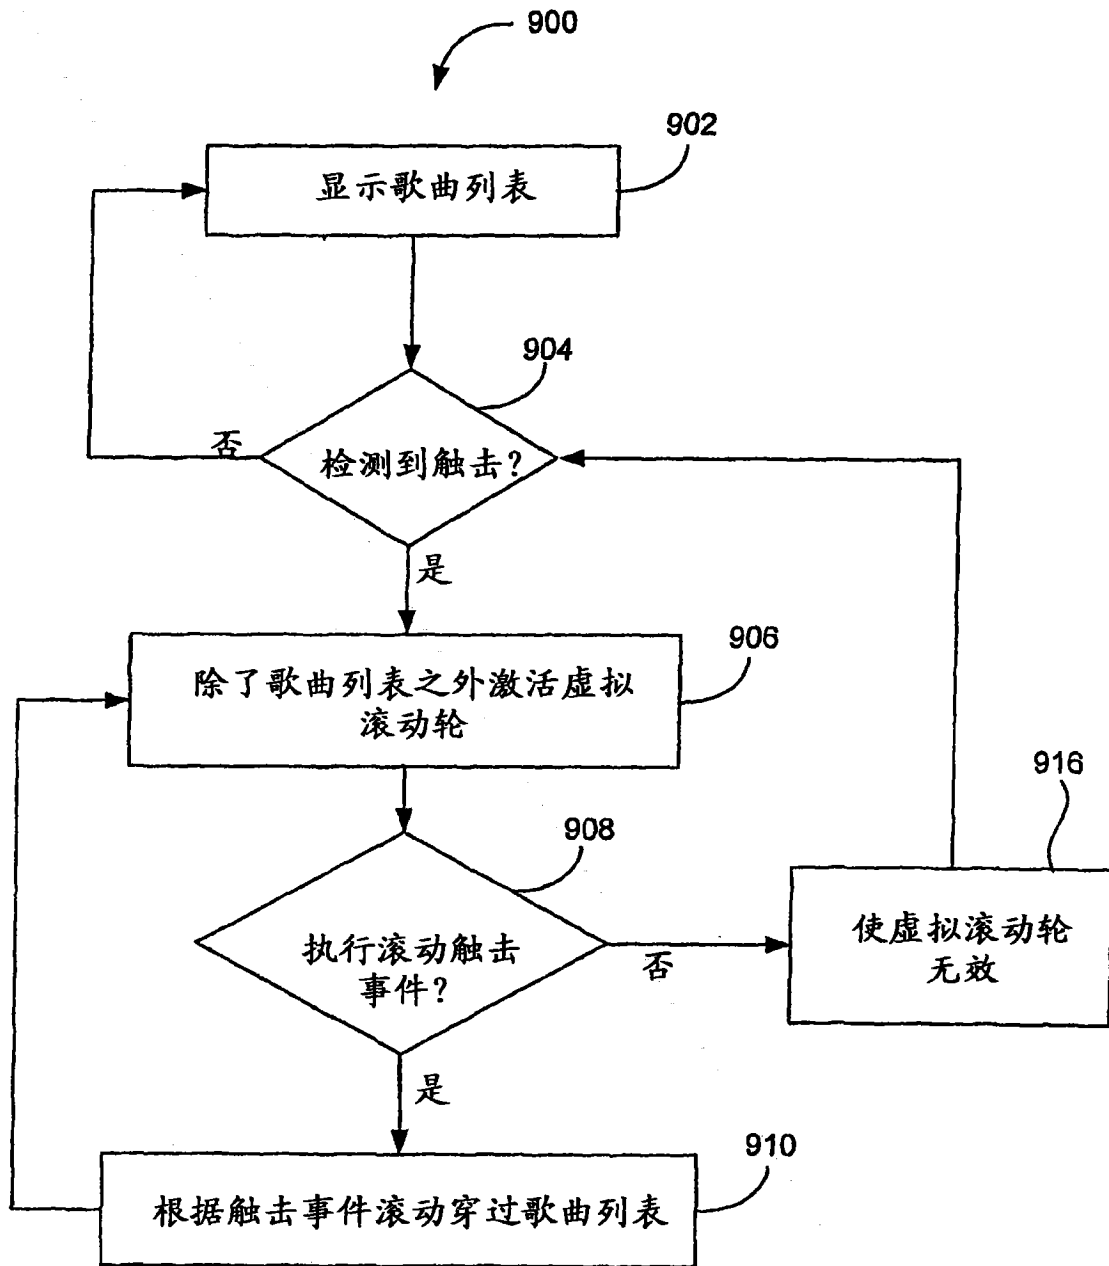 900
902
显示歌曲列表
904
检测到触击?
否
是
906
除了歌曲列表之外激活虚拟
滚动轮
908
916
执行滚动触击
事件?
否
使虚拟滚动轮
无效
是
910
根据触击事件滚动穿过歌曲列表